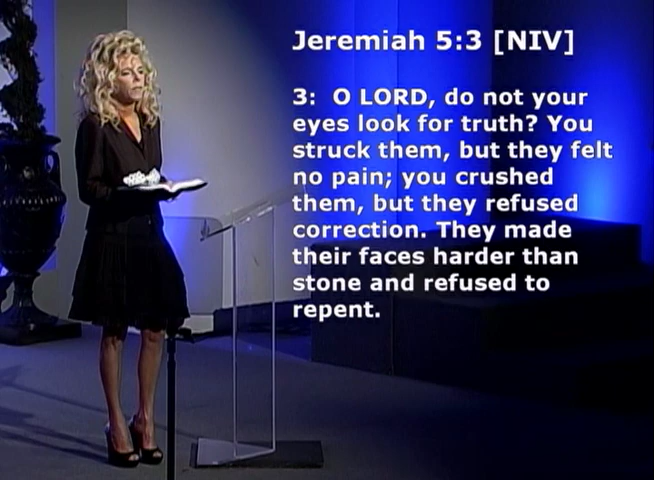 Jeremiah 5:3 [NIV]
3: O LORD, do not your
eyes look for truth? You
struck them, but they felt
no pain; you crushed
them, but they refused
correction. They made
their faces harder than
stone and refused to
repent.